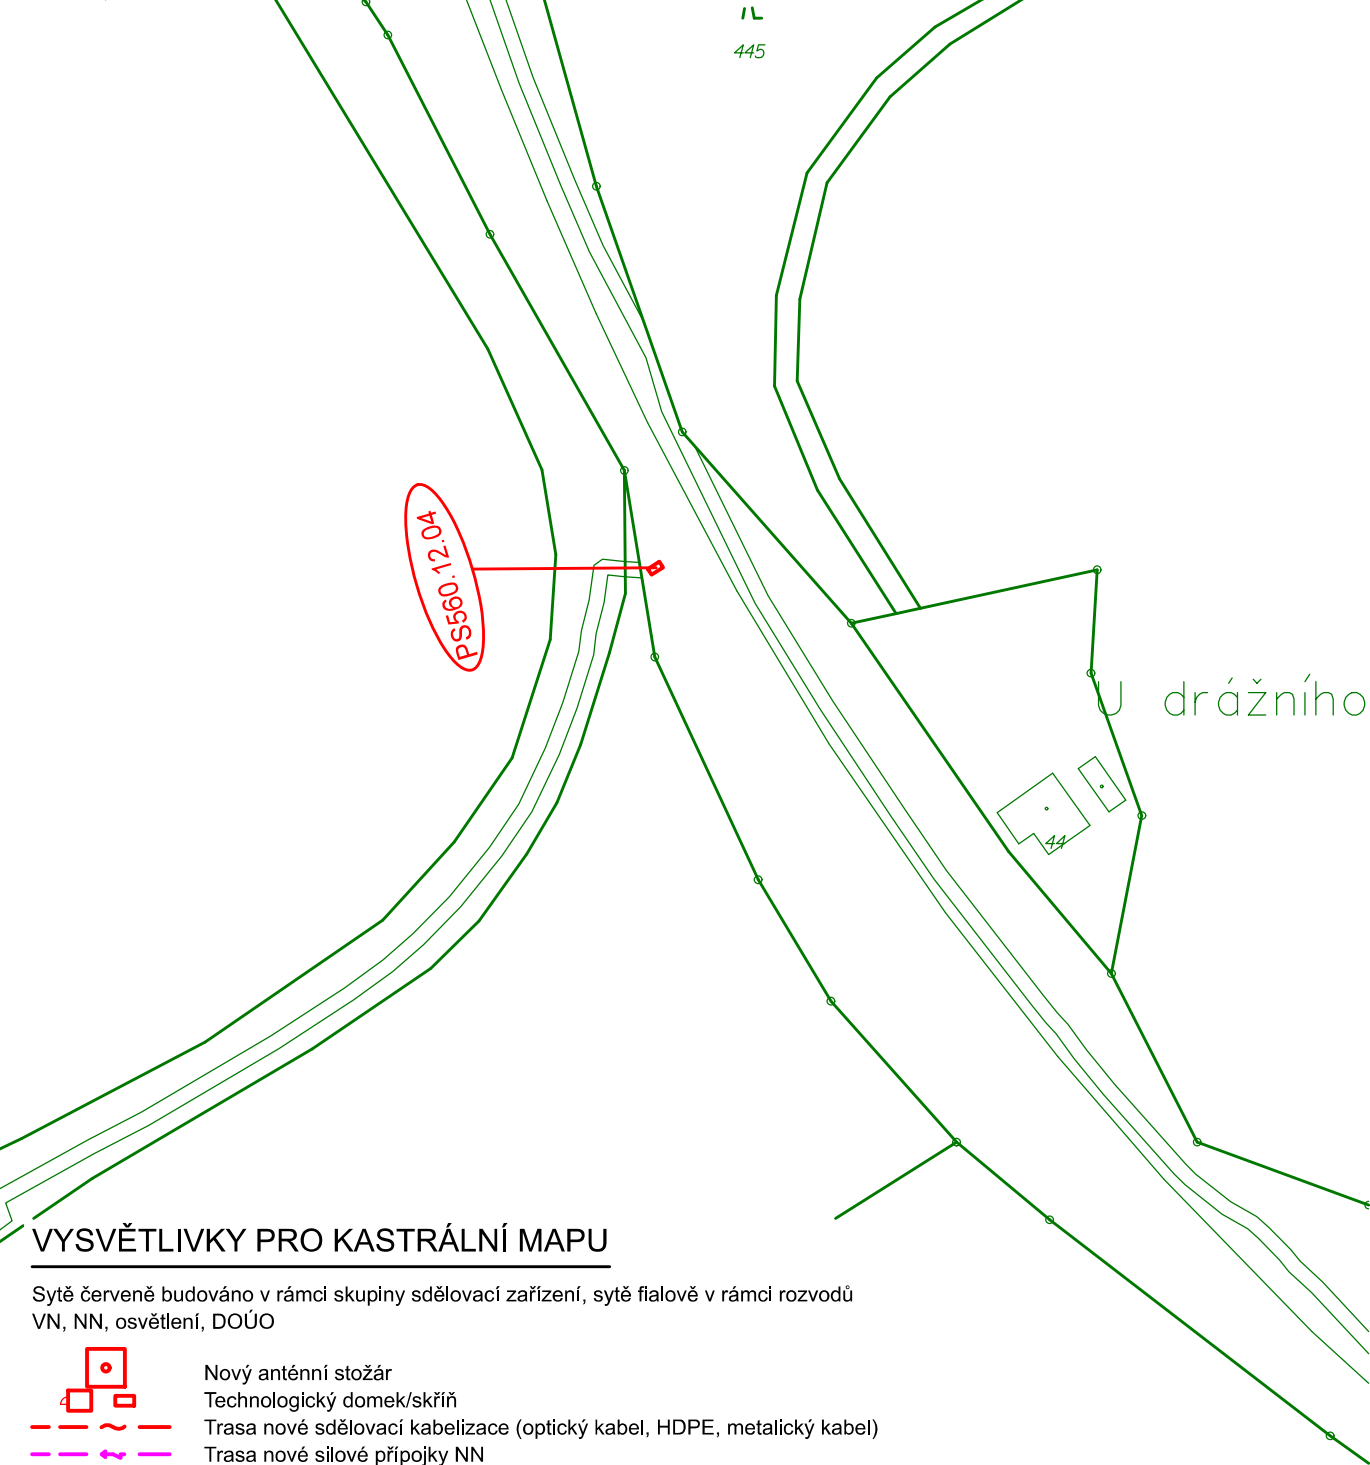 445
PS560.12.04
U drážního
44
VYSVĚTLIVKY PRO KASTRÁLNÍ MAPU
Sytě červeně budováno v rámci skupiny sdělovací zařízení, sytě fialově v rámci rozvodů
VN, NN, osvětlení, DOÚO
Nový anténní stožár
Technologický domek/skříň
Trasa nové sdělovací kabelizace (optický kabel, HDPE, metalický kabel)
Trasa nové silové přípojky NN